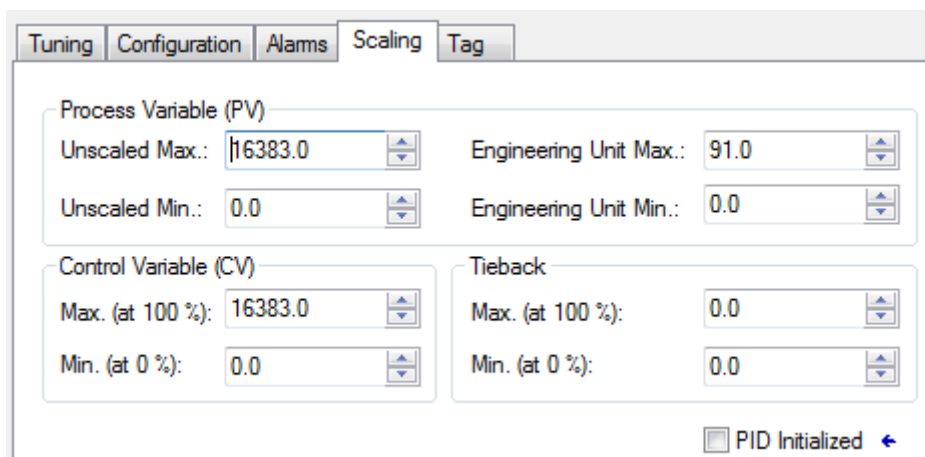 Tuning Configuration Alarms Scaling Tag
Process Variable (PV)
Unscaled Max.: 16383.0 Engineering Unit Max.: 91.0
Unscaled Min.: 0.0 Engineering Unit Min.: 0.0
Control Variable (CV) Tieback
Max. (at 100 %): 16383.0 Max. (at 100 %): 0.0
Min. (at 0 %): 0.0 Min. (at 0 %): 0.0
PID Initialized